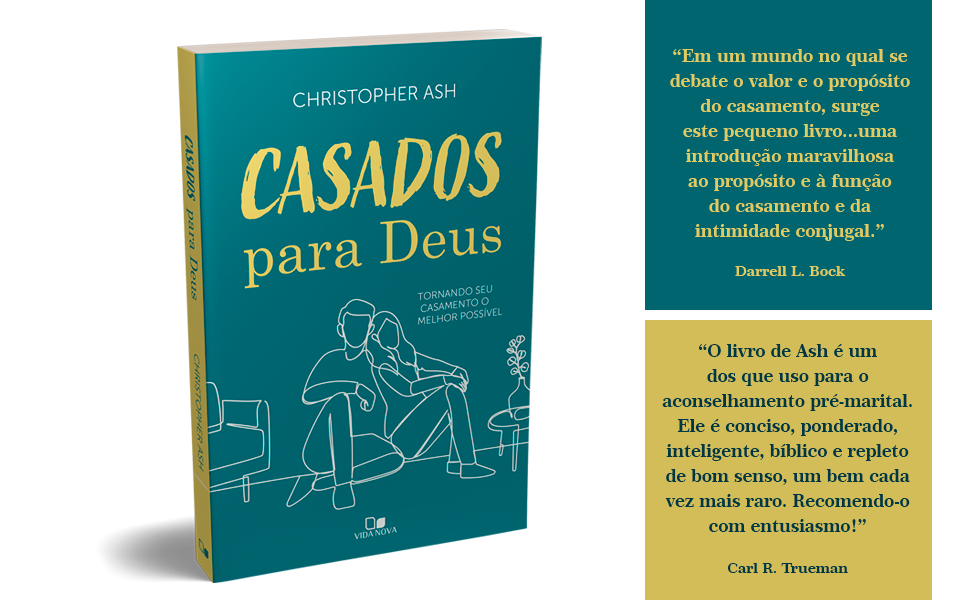 CHRISTOPHER ASH
CASADOS
para Deus
TORNANDO SEU
CASAMENTO O
MELHOR POSSÍVEL
VIDA NOVA
CASADOS para Deus
CHRISTOPHER ASH
“Em um mundo no qual se
debate o valor e o propósito
do casamento, surge
este pequeno livro...uma
introdução maravilhosa
ao propósito e à função
do casamento e da
intimidade conjugal.”
Darrell L. Bock
“O livro de Ash é um
dos que uso para o
aconselhamento pré-marital.
Ele é conciso, ponderado,
inteligente, bíblico e repleto
de bom senso, um bem cada
vez mais raro. Recomendo-o
com entusiasmo!”
Carl R. Trueman